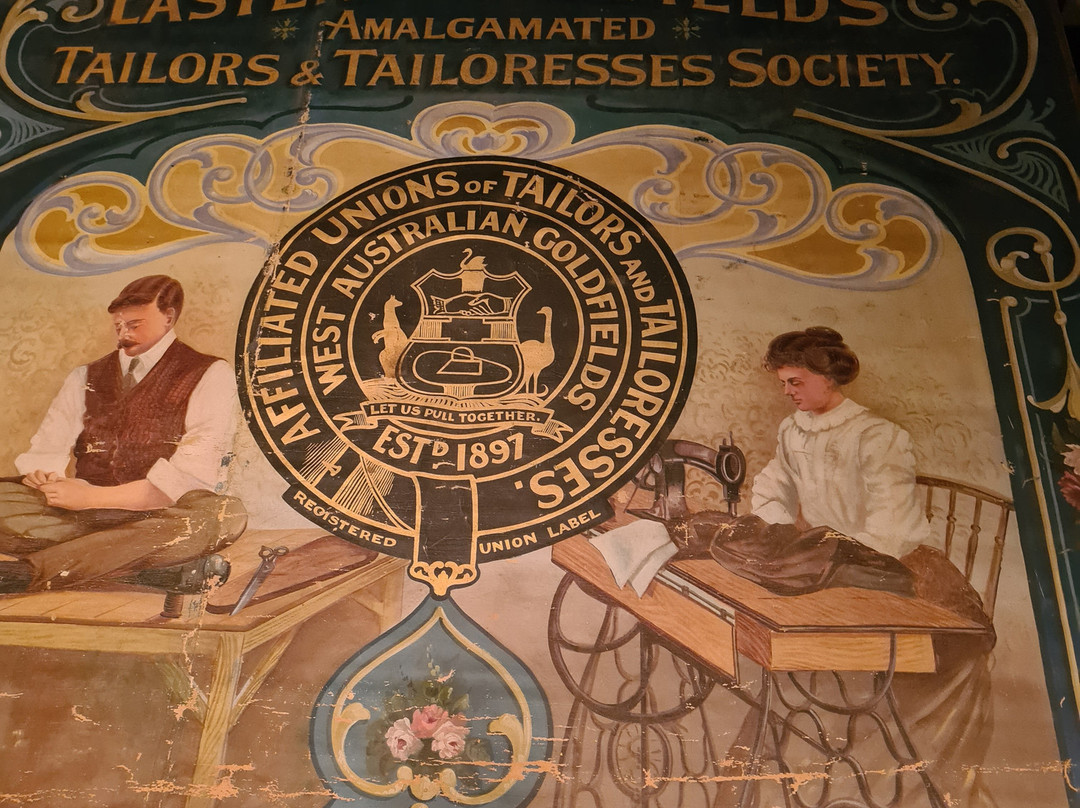 AMALGAMATED
TAILORS & TAILORESSES SOCIETY.
AFFILIATED UNIONS OF TAILORS AND TAILORESSES.
WEST AUSTRALIAN GOLDFIELDS
LET US PULL TOGETHER.
ESTD 1897
REGISTERED UNION LABEL